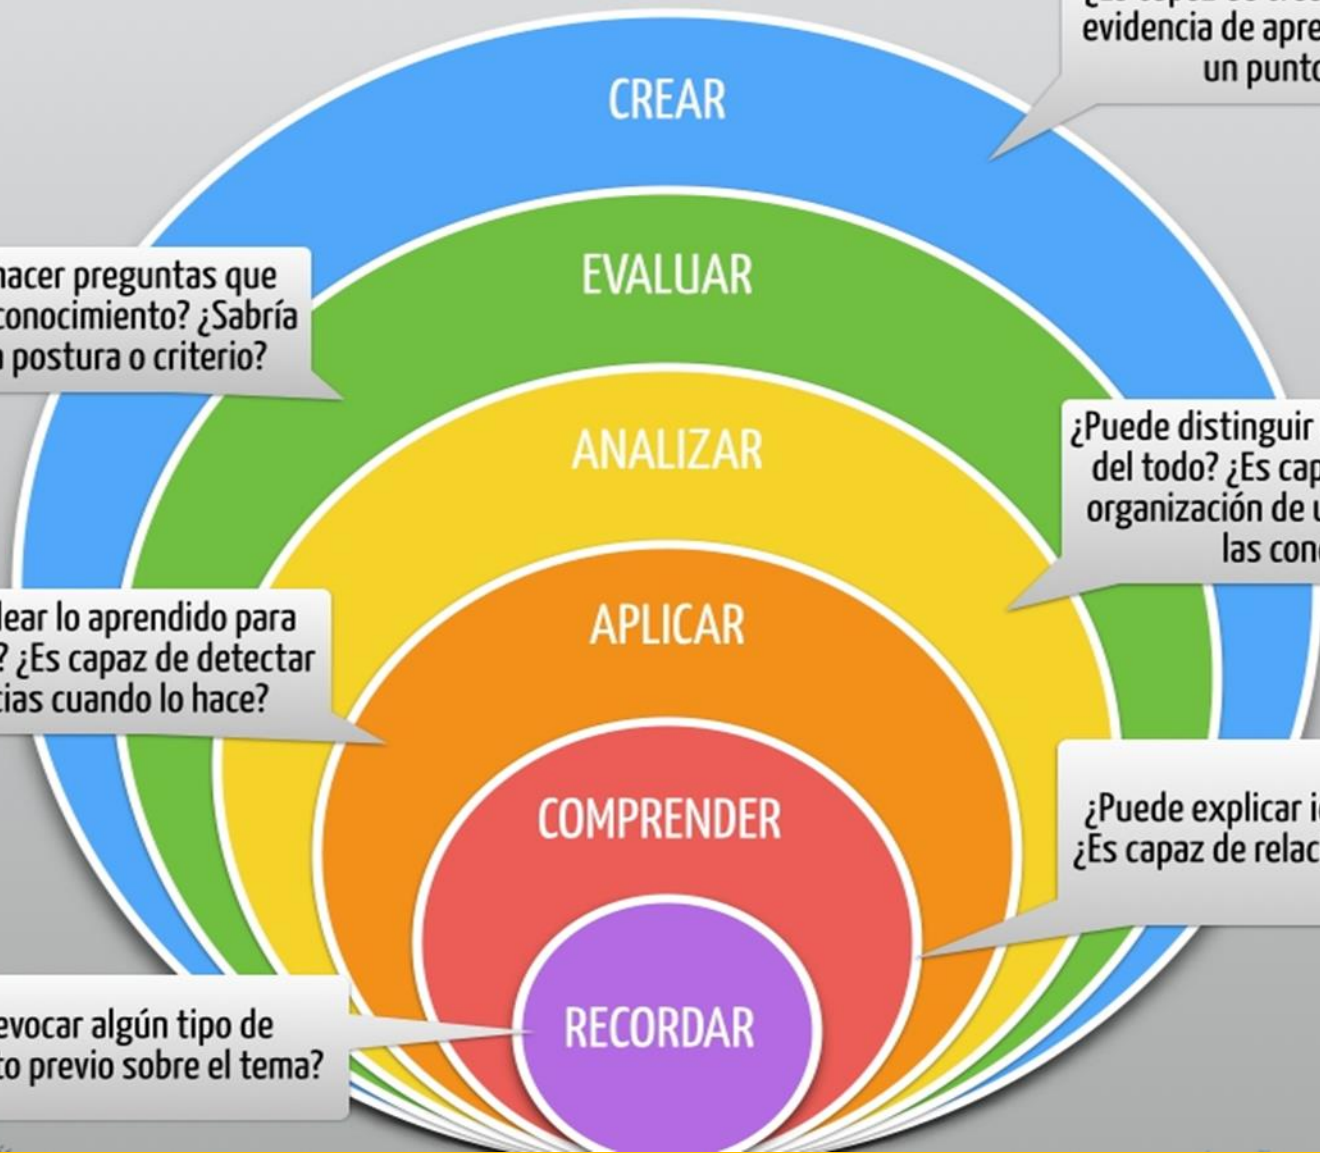 evidencia de apre
un punto
CREAR
hacer preguntas que
conocimiento? ¿Sabría
postura o criterio?
EVALUAR
ANALIZAR
¿Puede distinguir
del todo? ¿Es cap
organización de u
las con
lear lo aprendido para
? ¿Es capaz de detectar
cias cuando lo hace?
APLICAR
COMPRENDER
¿Puede explicar i
¿Es capaz de relac
evocar algún tipo de
to previo sobre el tema?
RECORDAR